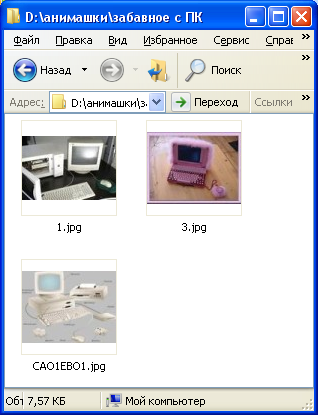 D:\анимашки\забавное с ПК
Файл Правка Вид Избранное Сервис Справ »
Назад Поиск »
Адрес: D:\анимашки\за Переход Ссылки »
1.jpg 3.jpg
CAO1EBO1.jpg
Объ 7,57 КБ Мой компьютер